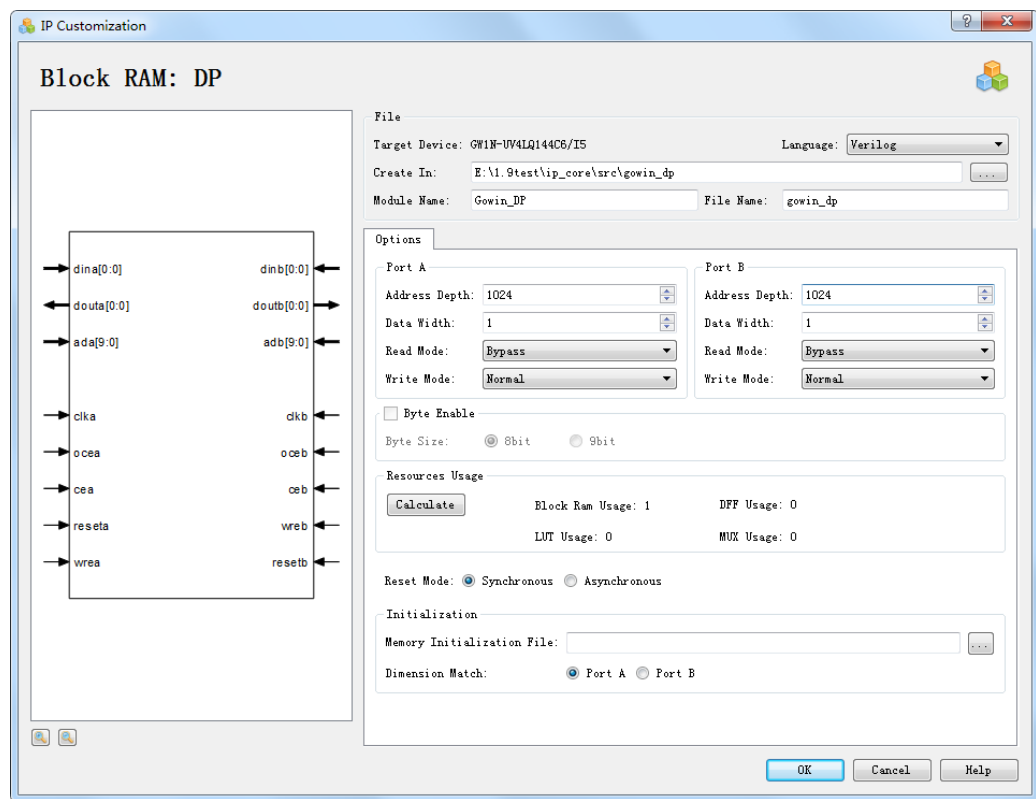 IP Customization
Block RAM: DP
File
Target Device: GW1N-UV4LQ144C6/I5 Language: Verilog
Create In: E:\1.9test\ip_core\src\gowin_dp ...
Module Name: Gowin_DP File Name: gowin_dp
Options
Port A Port B
Address Depth: 1024 Address Depth: 1024
Data Width: 1 Data Width: 1
Read Mode: Bypass Read Mode: Bypass
Write Mode: Normal Write Mode: Normal
Byte Enable
Byte Size: 8bit 9bit
Resources Usage
Calculate Block Ram Usage: 1 DFF Usage: 0
LUT Usage: 0 MUX Usage: 0
Reset Mode: Synchronous Asynchronous
Initialization
Memory Initialization File: ...
Dimension Match: Port A Port B
dina[0:0] dinb[0:0]
douta[0:0] doutb[0:0]
ada[9:0] adb[9:0]
clka clkb
ocea oceb
cea ceb
reseta wreb
wrea resetb
OK Cancel Help